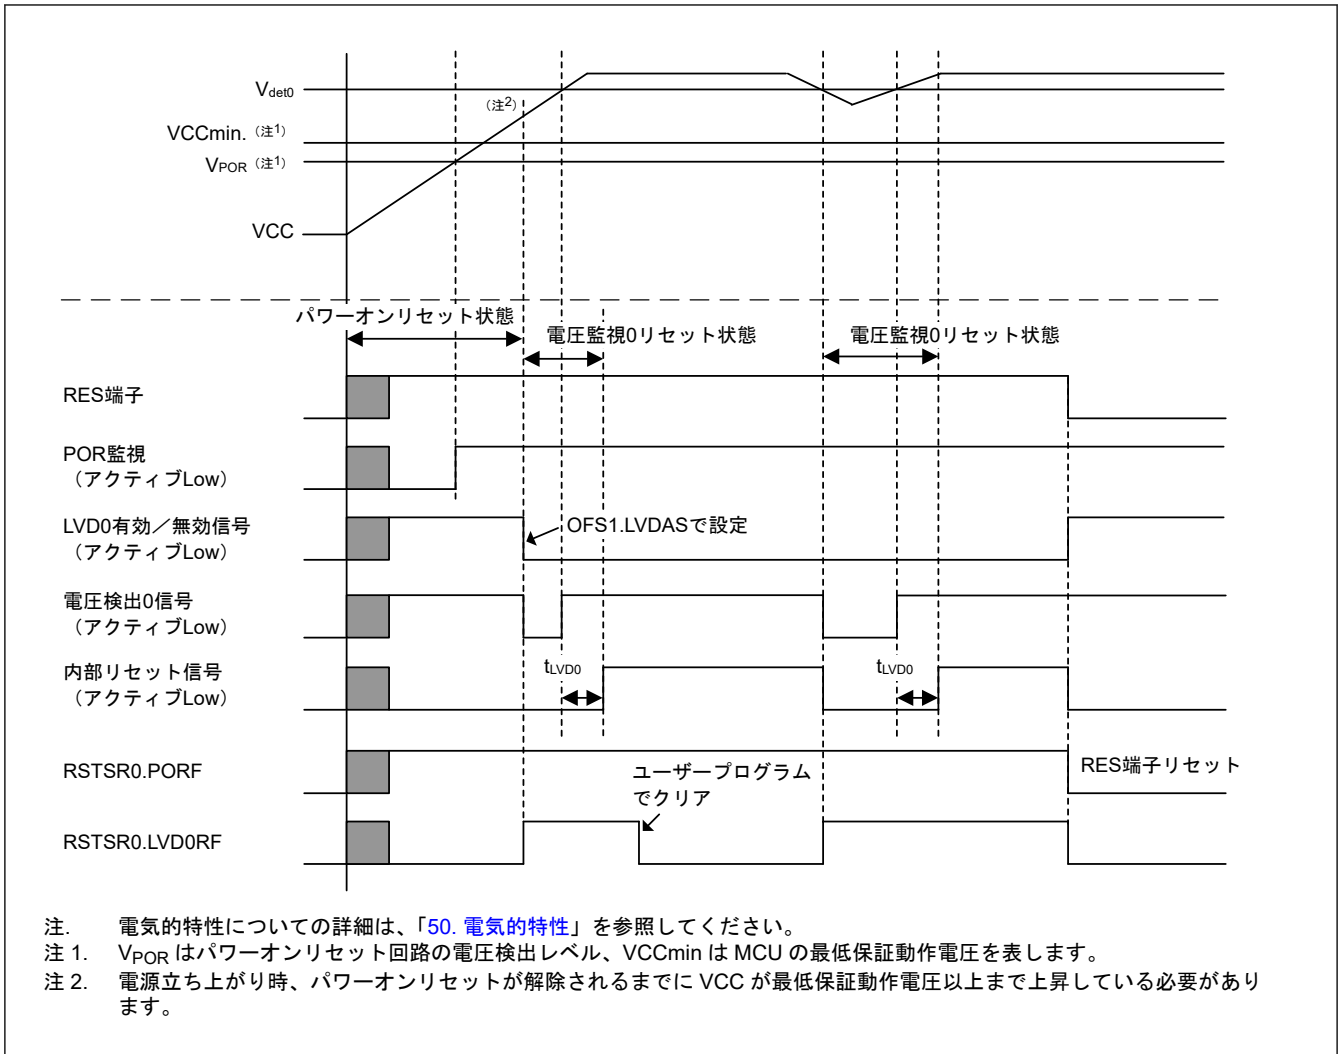 Vdet0
（注2）
VCCmin.（注1）
VPOR（注1）
VCC
パワーオンリセット状態
電圧監視0リセット状態
電圧監視0リセット状態
RES端子
POR監視
（アクティブLow）
LVD0有効／無効信号
（アクティブLow）
OFS1.LVDASで設定
電圧検出0信号
（アクティブLow）
内部リセット信号
（アクティブLow）
tLVD0
tLVD0
RSTSR0.PORF
ユーザープログラム
でクリア
RES端子リセット
RSTSR0.LVD0RF
注. 電気的特性についての詳細は、「50. 電気的特性」を参照してください。
注 1. VPOR はパワーオンリセット回路の電圧検出レベル、VCCmin は MCU の最低保証動作電圧を表します。
注 2. 電源立ち上がり時、パワーオンリセットが解除されるまでに VCC が最低保証動作電圧以上まで上昇している必要があり
ます。